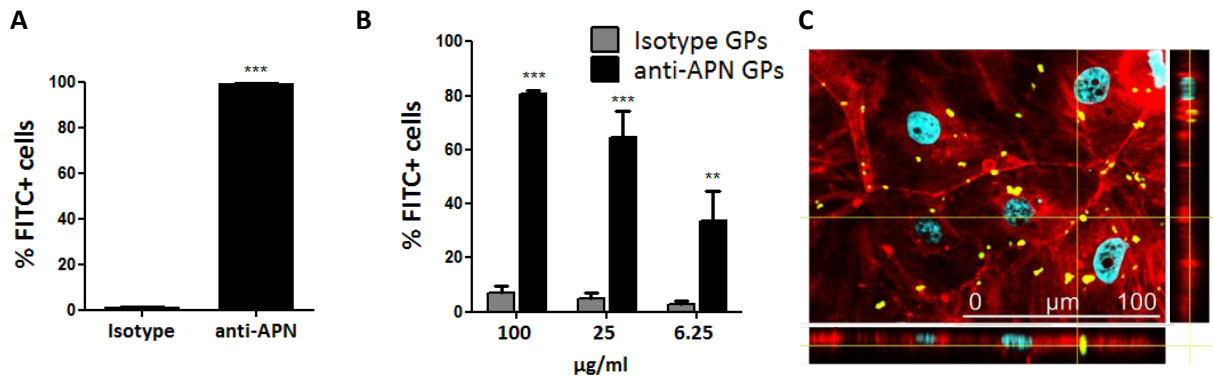 A
% FITC+ cells
100
80
60
40
20
0
***
Isotype
anti-APN
B
% FITC+ cells
100
80
60
40
20
0
Isotype GPs
anti-APN GPs
***
***
**
100
25
6.25
µg/ml
C
0 µm 100